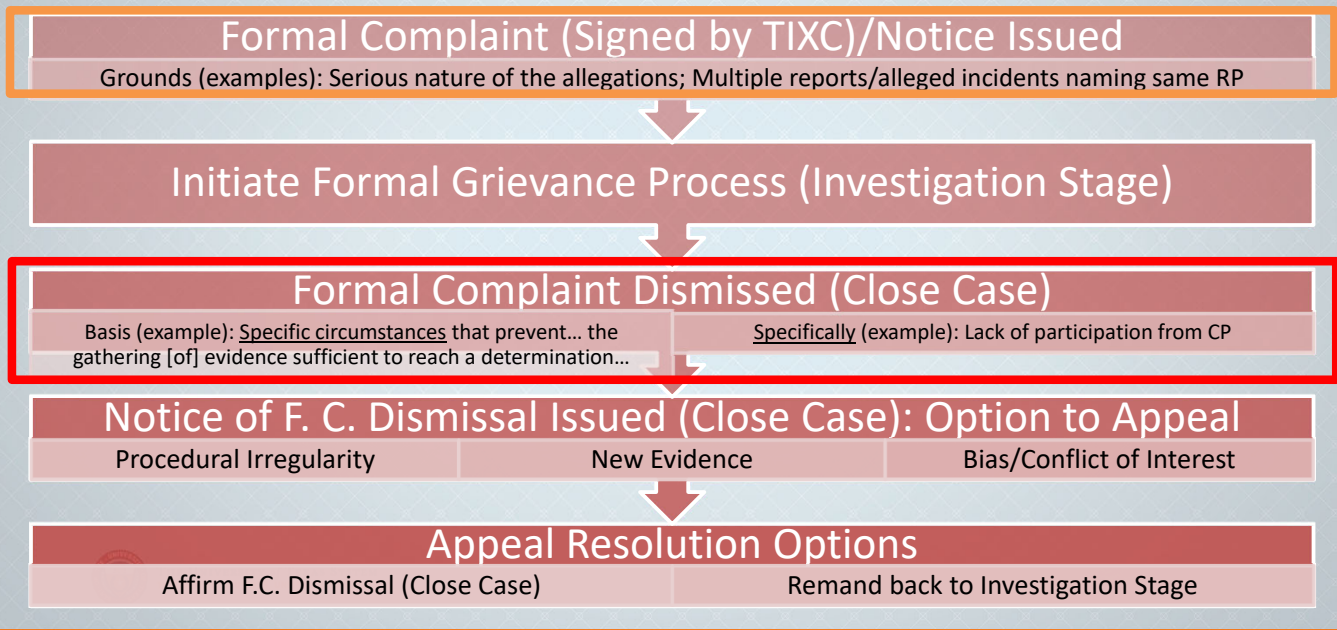 Formal Complaint (Signed by TIXC)/Notice Issued
Grounds (examples): Serious nature of the allegations; Multiple reports/alleged incidents naming same RP
Initiate Formal Grievance Process (Investigation Stage)
Formal Complaint Dismissed (Close Case)
Basis (example): Specific circumstances that prevent... the
gathering [of] evidence sufficient to reach a determination...
Specifically (example): Lack of participation from CP
Notice of F. C. Dismissal Issued (Close Case): Option to Appeal
Procedural Irregularity
New Evidence
Bias/Conflict of Interest
Appeal Resolution Options
Affirm F.C. Dismissal (Close Case)
Remand back to Investigation Stage